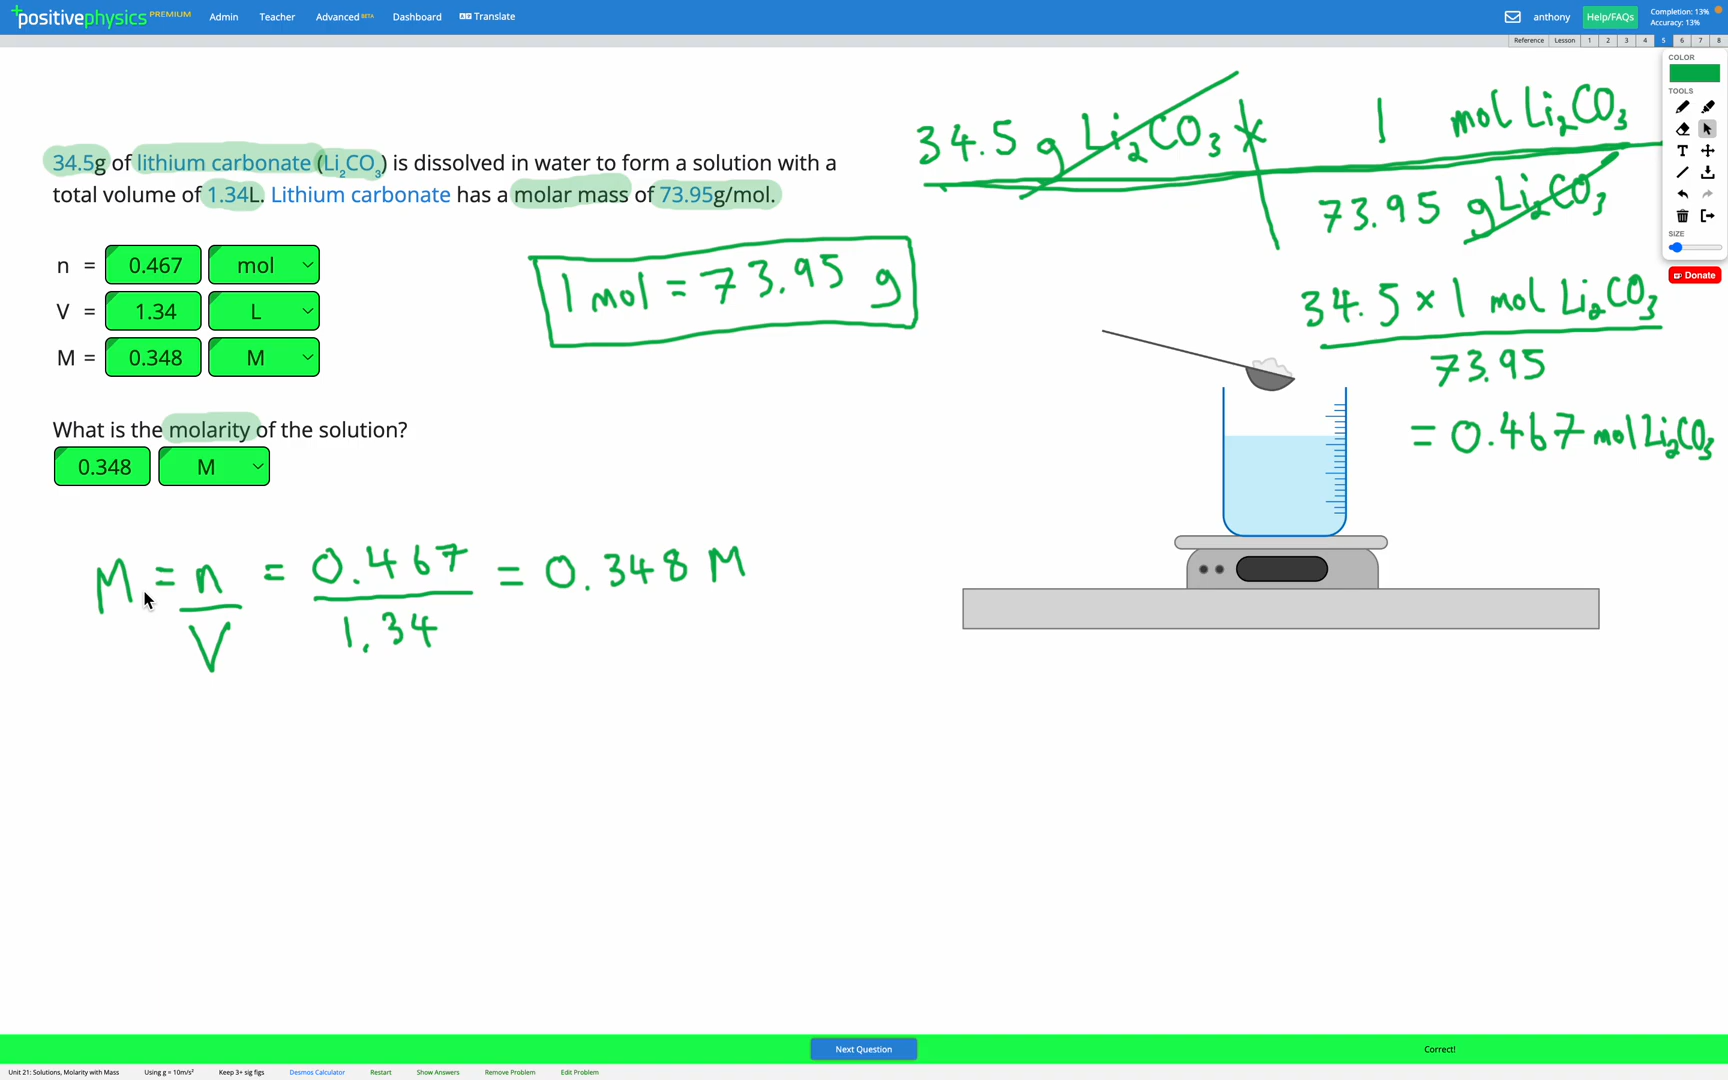 +positivephysics PREMIUM Admin Teacher Advanced BETA Dashboard Translate anthony Help/FAQs Completion: 13% Accuracy: 13%
Reference Lesson 1 2 3 4 5 6 7 8
COLOR
TOOLS
T
SIZE
Donate
34.5g of lithium carbonate (Li₂CO₃) is dissolved in water to form a solution with a
total volume of 1.34L. Lithium carbonate has a molar mass of 73.95g/mol.
n = 0.467 mol
V = 1.34 L
M = 0.348 M
What is the molarity of the solution?
0.348 M
1 mol = 73.95 g
34.5 g Li₂CO₃ × 1 mol Li₂CO₃
73.95 g Li₂CO₃
34.5 × 1 mol Li₂CO₃
73.95
= 0.467 mol Li₂CO₃
M = n = 0.467 = 0.348 M
V 1.34
Next Question
Correct!
Unit 21: Solutions, Molarity with Mass Using g = 10m/s² Keep 3+ sig figs Desmos Calculator Restart Show Answers Remove Problem Edit Problem